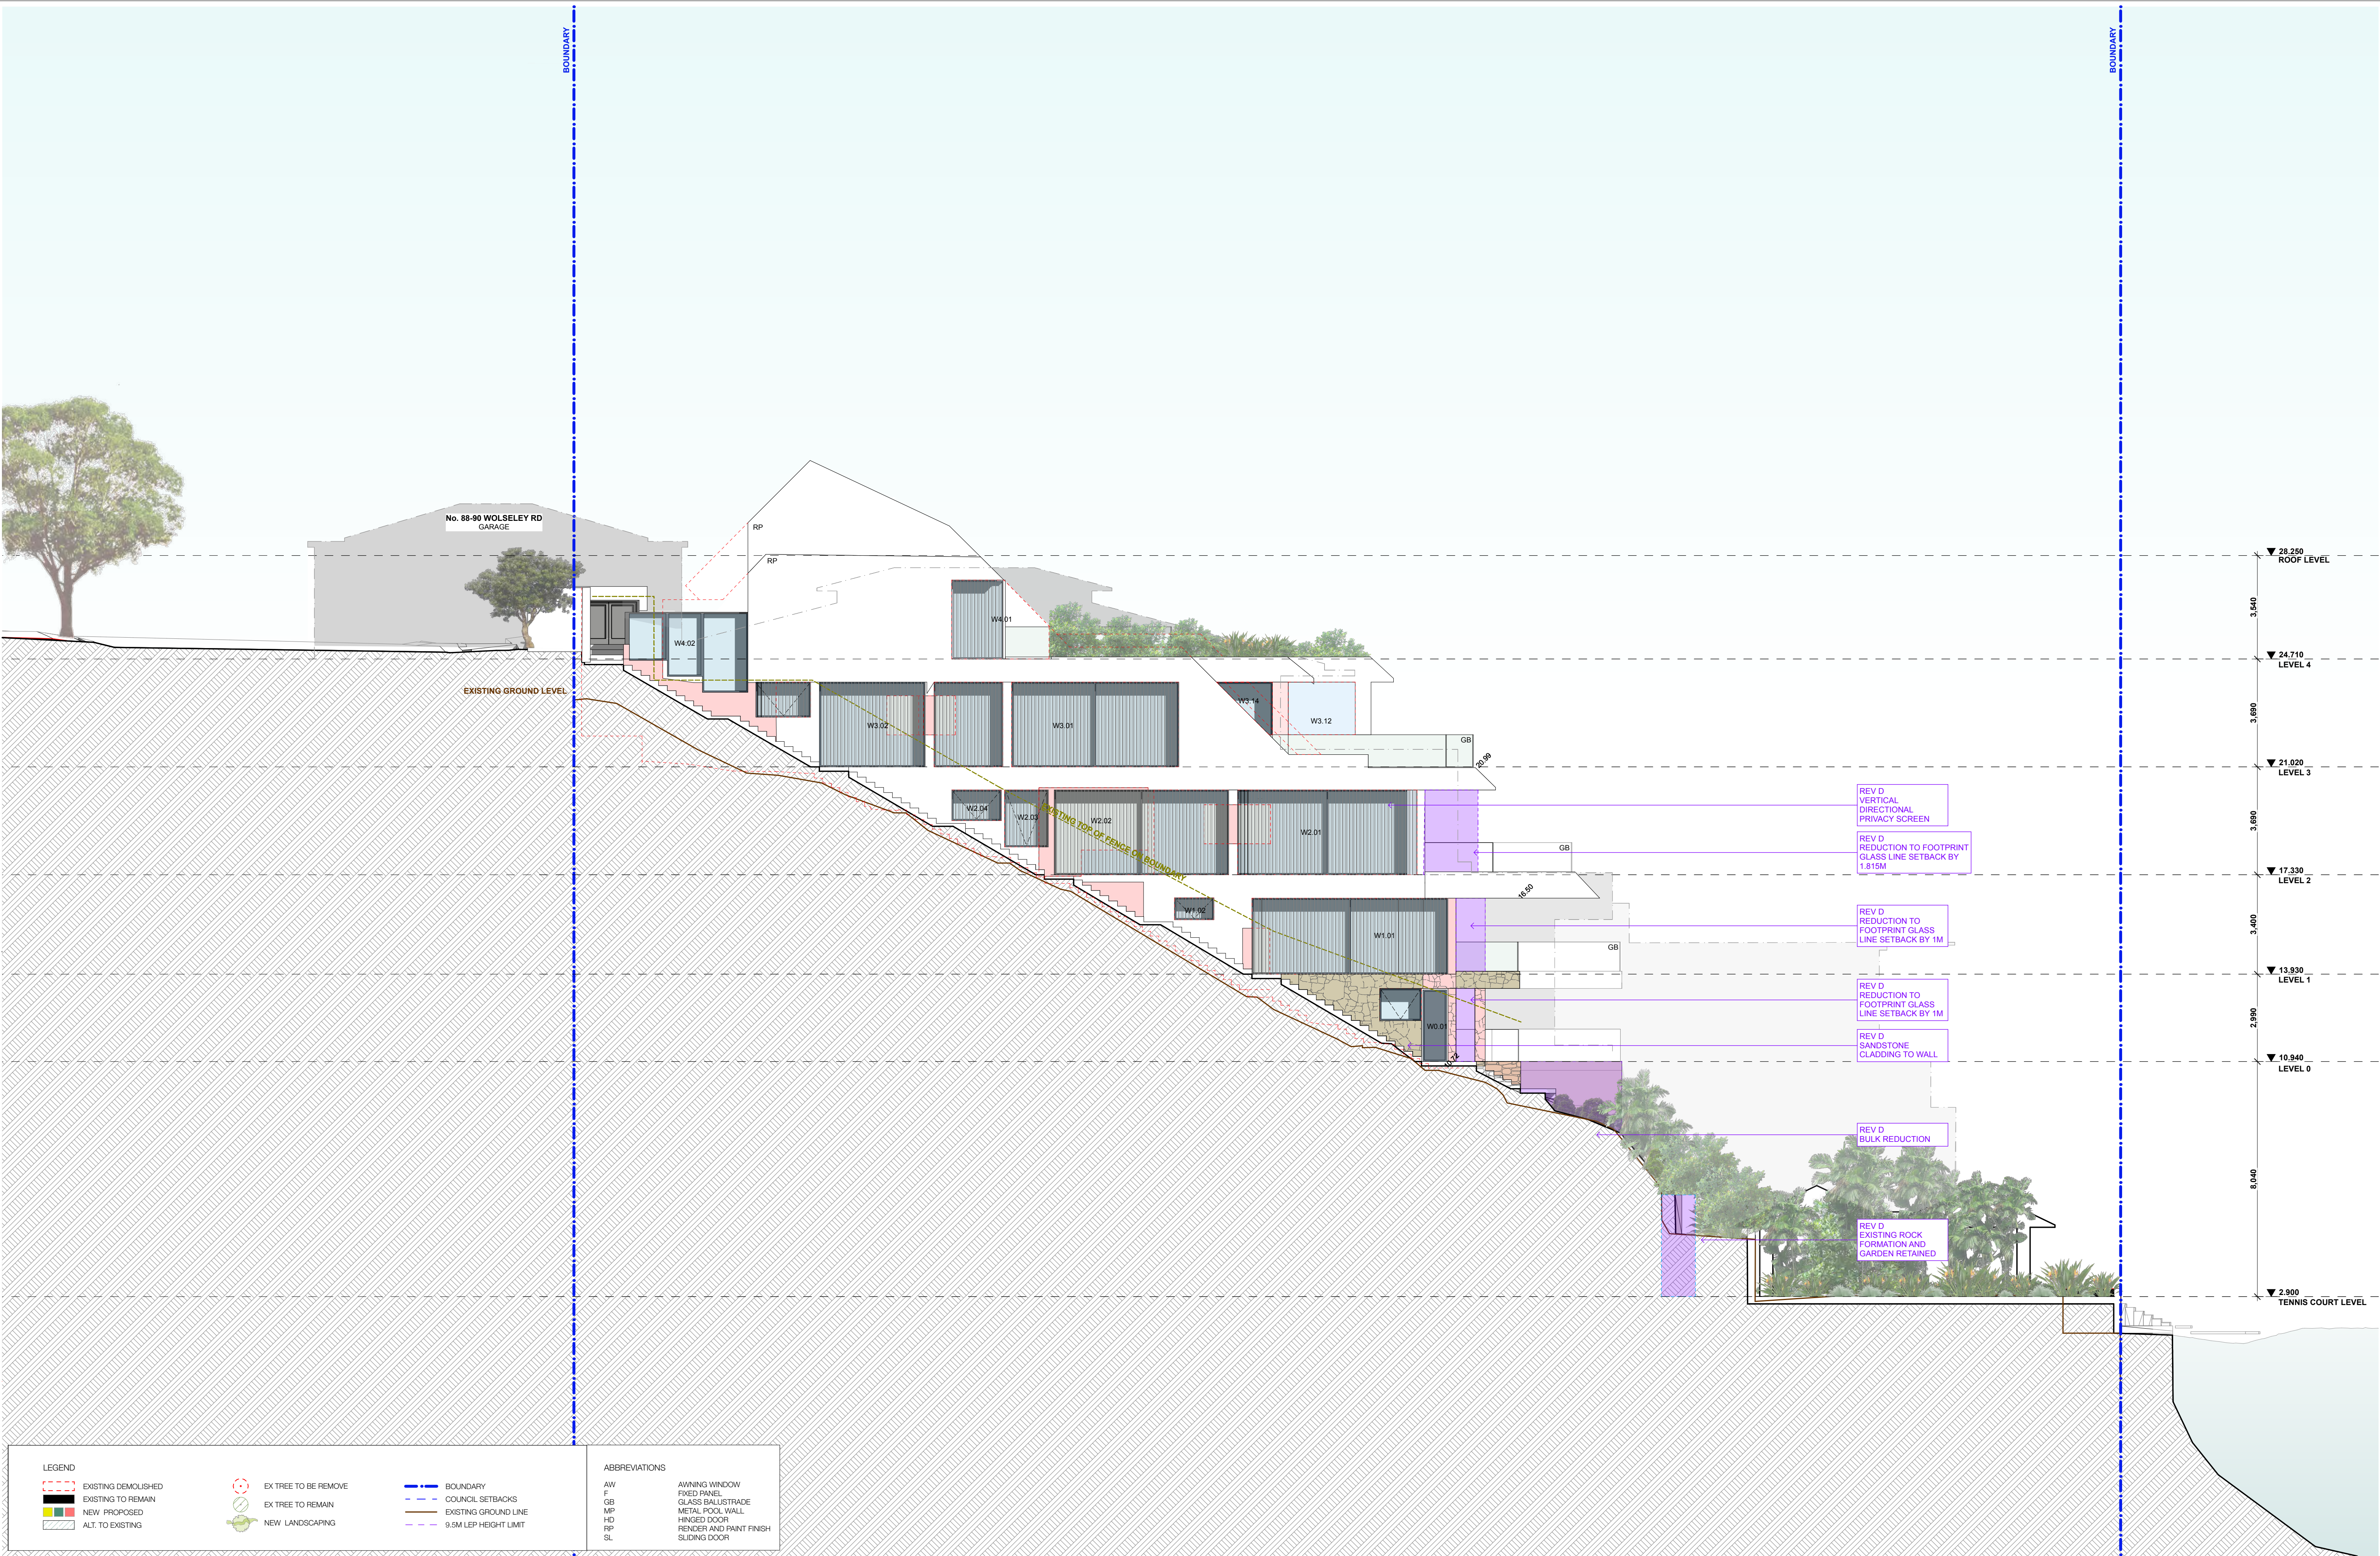 BOUNDARY
BOUNDARY
No. 88-90 WOLSELEY RD
GARAGE
RP
RP
28.250
ROOF LEVEL
3,540
W4.01
W4.02
24.710
LEVEL 4
EXISTING GROUND LEVEL
W3.02
W3.01
W3.14
W3.12
3,690
GB
20.99
21.020
LEVEL 3
W2.04
W2.03
W2.02
W2.01
EXISTING TOP OF FENCE ON BOUNDARY
REV D
VERTICAL
DIRECTIONAL
PRIVACY SCREEN
3,690
REV D
REDUCTION TO FOOTPRINT
GLASS LINE SETBACK BY
1.815M
GB
17.330
LEVEL 2
16.50
W1.02
W1.01
REV D
REDUCTION TO
FOOTPRINT GLASS
LINE SETBACK BY 1M
3,400
GB
13.930
LEVEL 1
REV D
REDUCTION TO
FOOTPRINT GLASS
LINE SETBACK BY 1M
2,990
W0.01
REV D
SANDSTONE
CLADDING TO WALL
10.940
LEVEL 0
REV D
BULK REDUCTION
8,040
REV D
EXISTING ROCK
FORMATION AND
GARDEN RETAINED
2.900
TENNIS COURT LEVEL
LEGEND
EXISTING DEMOLISHED
EXISTING TO REMAIN
NEW PROPOSED
ALT. TO EXISTING
EX TREE TO BE REMOVE
EX TREE TO REMAIN
NEW LANDSCAPING
BOUNDARY
COUNCIL SETBACKS
EXISTING GROUND LINE
9.5M LEP HEIGHT LIMIT
ABBREVIATIONS
AW AWNING WINDOW
F FIXED PANEL
GB GLASS BALUSTRADE
MP METAL POOL WALL
HD HINGED DOOR
RP RENDER AND PAINT FINISH
SL SLIDING DOOR